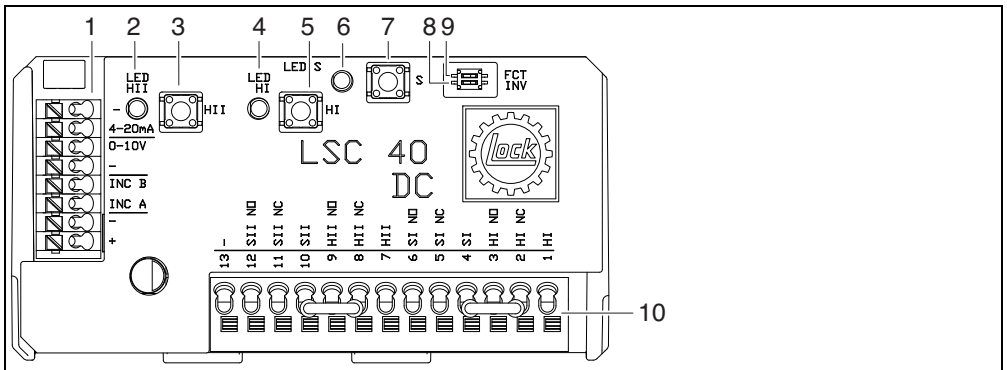 1 2 3 4 5 6 7 8 9
LED HII
LED HI
LED S
HII
HI
S
FCT
INV
-
4-20mA
0-10V
-
INC B
INC A
-
+
LSC 40
DC
Lock
13 -
12 SII NO
11 SII NC
10 SII
9 HII NO
8 HII NC
7 HII
6 SI NO
5 SI NC
4 SI
3 HI NO
2 HI NC
1 HI
10